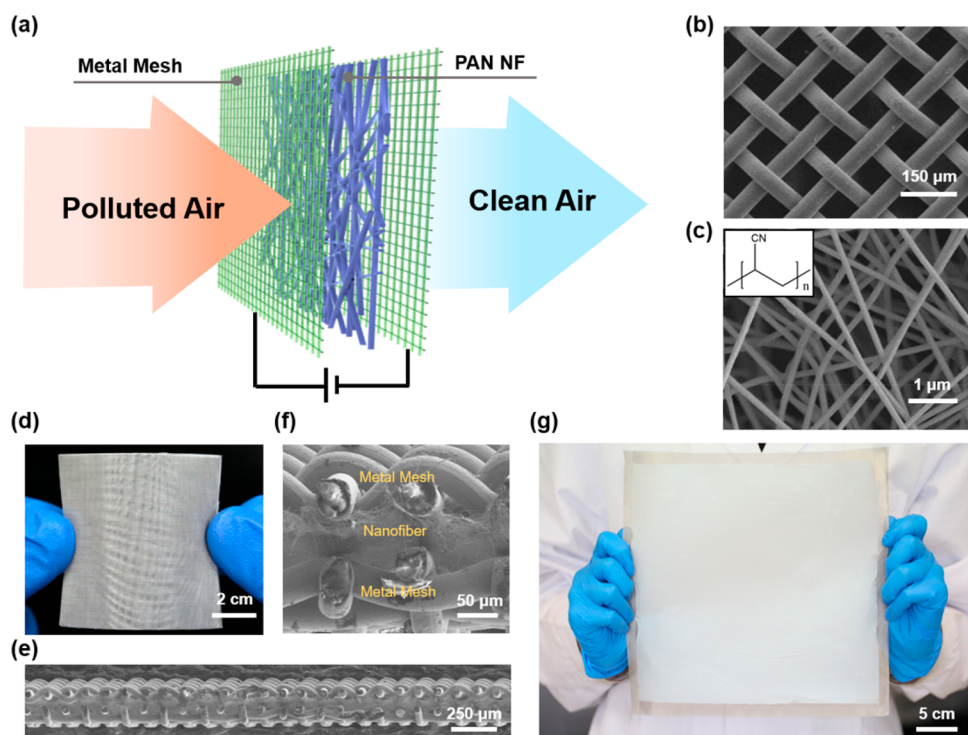 (a)
Metal Mesh
PAN NF
Polluted Air
Clean Air
(b)
150 μm
(c)
CN
n
1 μm
(d)
2 cm
(e)
250 μm
(f)
Metal Mesh
Nanofiber
Metal Mesh
50 μm
(g)
5 cm